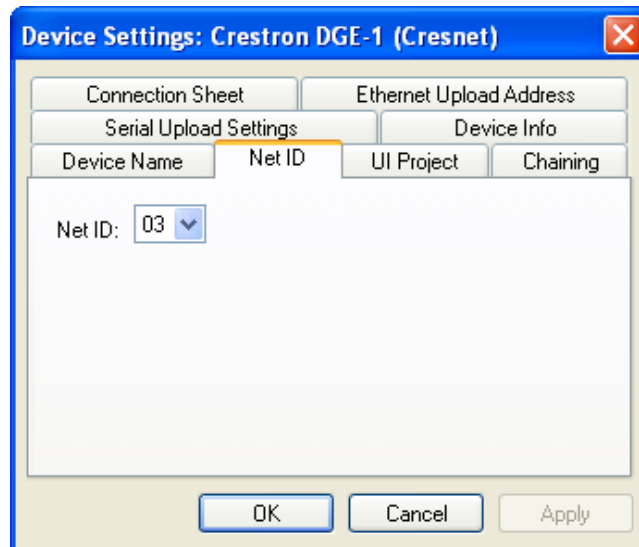 Device Settings: Crestron DGE-1 (Cresnet)
Connection Sheet Ethernet Upload Address
Serial Upload Settings Device Info
Device Name Net ID UI Project Chaining
Net ID: 03
OK Cancel Apply